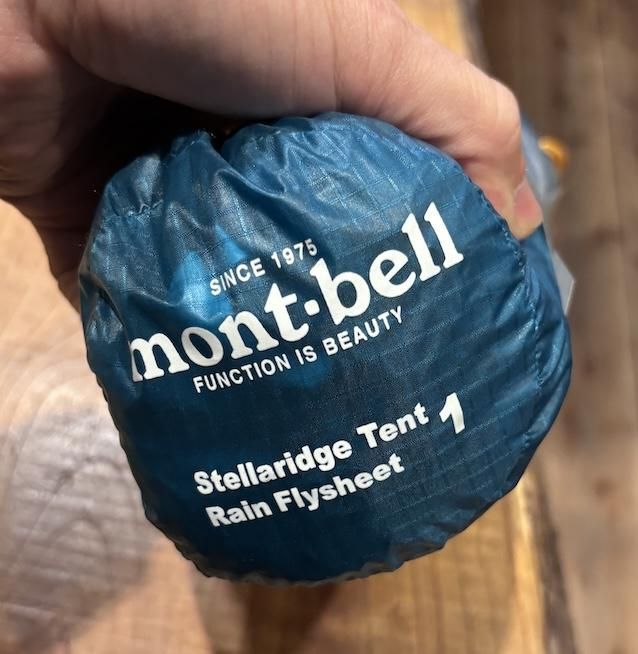 SINCE 1975
mont-bell
FUNCTION IS BEAUTY
Stellaridge Tent 1
Rain Flysheet